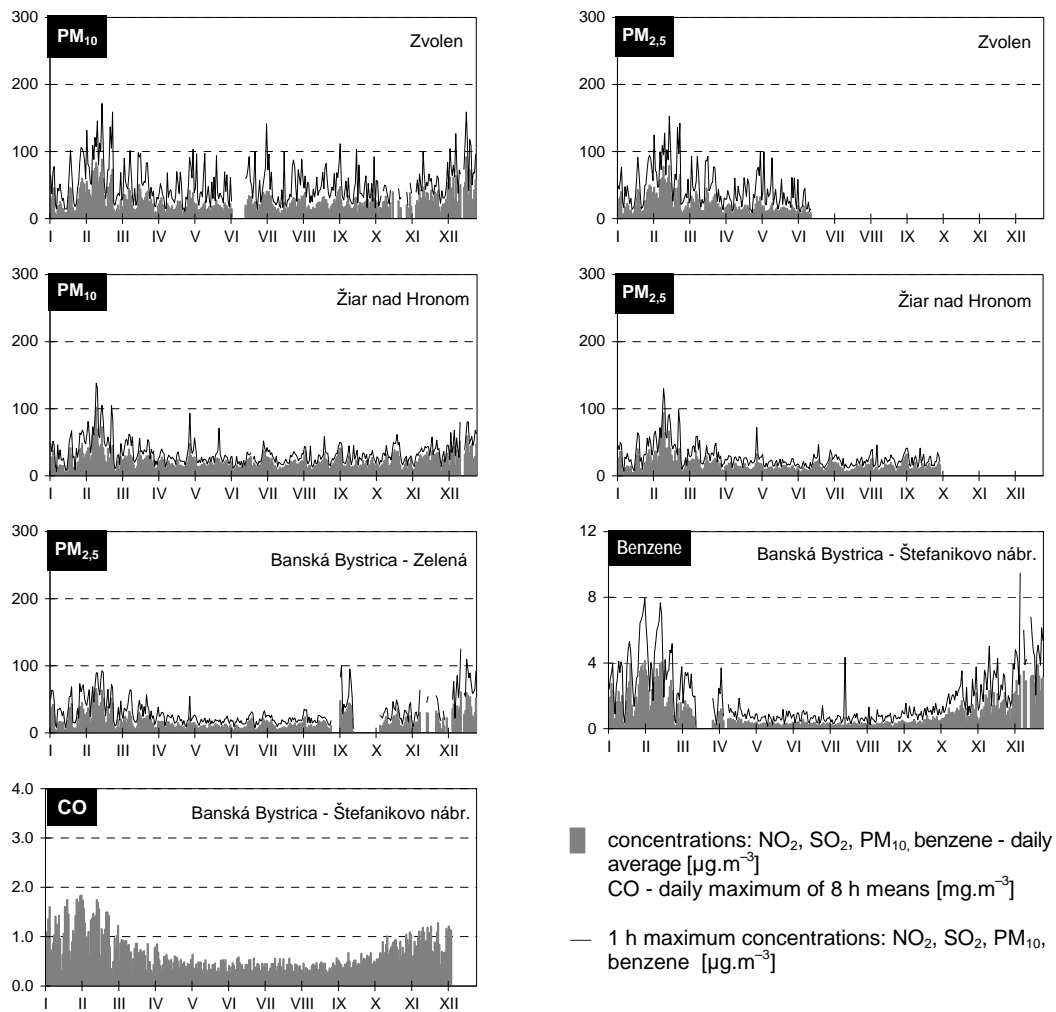 PM₁₀ Zvolen
300
200
100
0
I II III IV V VI VII VIII IX X XI XII
PM₂,₅ Zvolen
300
200
100
0
I II III IV V VI VII VIII IX X XI XII
PM₁₀ Žiar nad Hronom
300
200
100
0
I II III IV V VI VII VIII IX X XI XII
PM₂,₅ Žiar nad Hronom
300
200
100
0
I II III IV V VI VII VIII IX X XI XII
PM₂,₅ Banská Bystrica - Zelená
300
200
100
0
I II III IV V VI VII VIII IX X XI XII
Benzene Banská Bystrica - Štefanikovo nábr.
12
8
4
0
I II III IV V VI VII VIII IX X XI XII
CO Banská Bystrica - Štefanikovo nábr.
4.0
3.0
2.0
1.0
0.0
I II III IV V VI VII VIII IX X XI XII
concentrations: NO₂, SO₂, PM₁₀, benzene - daily
average [µg.m⁻³]
CO - daily maximum of 8 h means [mg.m⁻³]
1 h maximum concentrations: NO₂, SO₂, PM₁₀,
benzene [µg.m⁻³]